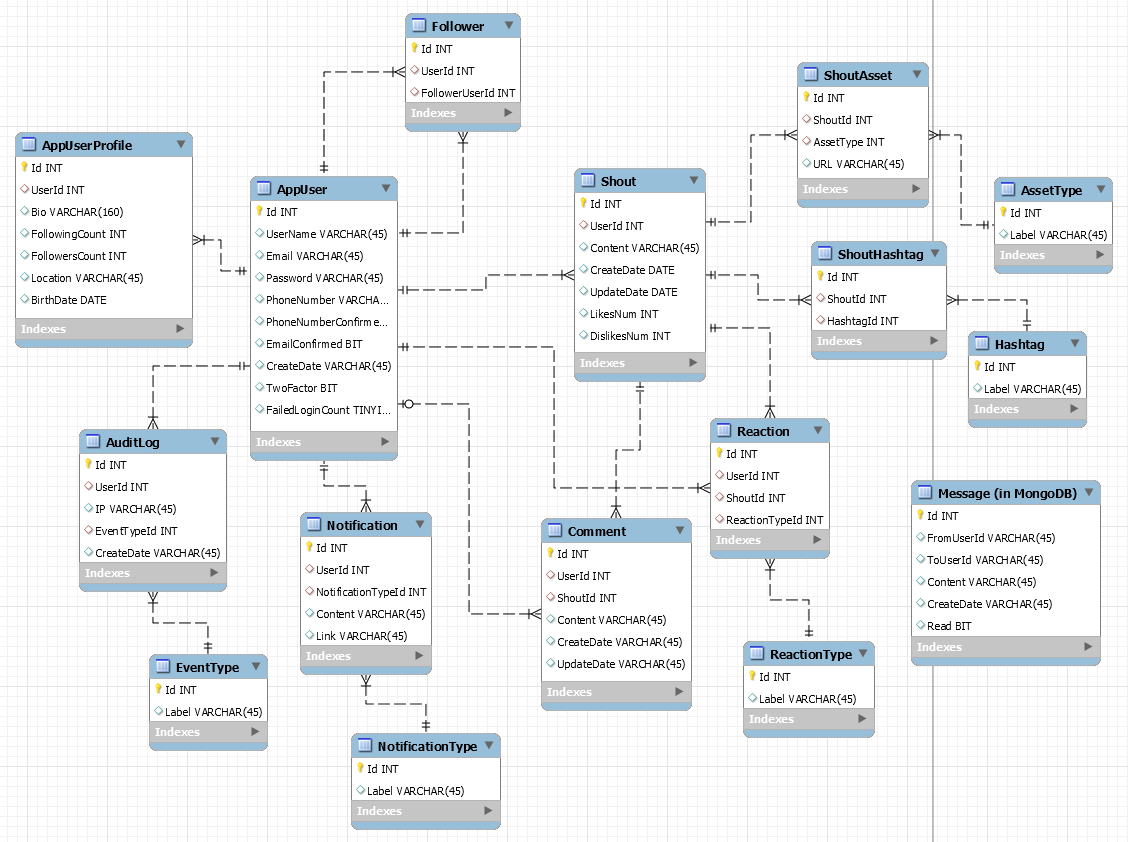 Follower
Id INT
UserId INT
FollowerUserId INT
Indexes
AppUserProfile
Id INT
UserId INT
Bio VARCHAR(160)
FollowingCount INT
FollowersCount INT
Location VARCHAR(45)
BirthDate DATE
Indexes
AppUser
Id INT
UserName VARCHAR(45)
Email VARCHAR(45)
Password VARCHAR(45)
PhoneNumber VARCHA...
PhoneNumberConfirme...
EmailConfirmed BIT
CreateDate VARCHAR(45)
TwoFactor BIT
FailedLoginCount TINYI...
Indexes
Shout
Id INT
UserId INT
Content VARCHAR(45)
CreateDate DATE
UpdateDate DATE
LikesNum INT
DislikesNum INT
Indexes
ShoutAsset
Id INT
ShoutId INT
AssetType INT
URL VARCHAR(45)
Indexes
AssetType
Id INT
Label VARCHAR(45)
Indexes
ShoutHashtag
Id INT
ShoutId INT
HashtagId INT
Indexes
Hashtag
Id INT
Label VARCHAR(45)
Indexes
AuditLog
Id INT
UserId INT
IP VARCHAR(45)
EventTypeId INT
CreateDate VARCHAR(45)
Indexes
Notification
Id INT
UserId INT
NotificationTypeId INT
Content VARCHAR(45)
Link VARCHAR(45)
Indexes
Comment
Id INT
UserId INT
ShoutId INT
Content VARCHAR(45)
CreateDate VARCHAR(45)
UpdateDate VARCHAR(45)
Indexes
Reaction
Id INT
UserId INT
ShoutId INT
ReactionTypeId INT
Indexes
Message (in MongoDB)
Id INT
FromUserId VARCHAR(45)
ToUserId VARCHAR(45)
Content VARCHAR(45)
CreateDate VARCHAR(45)
Read BIT
Indexes
EventType
Id INT
Label VARCHAR(45)
Indexes
NotificationType
Id INT
Label VARCHAR(45)
Indexes
ReactionType
Id INT
Label VARCHAR(45)
Indexes